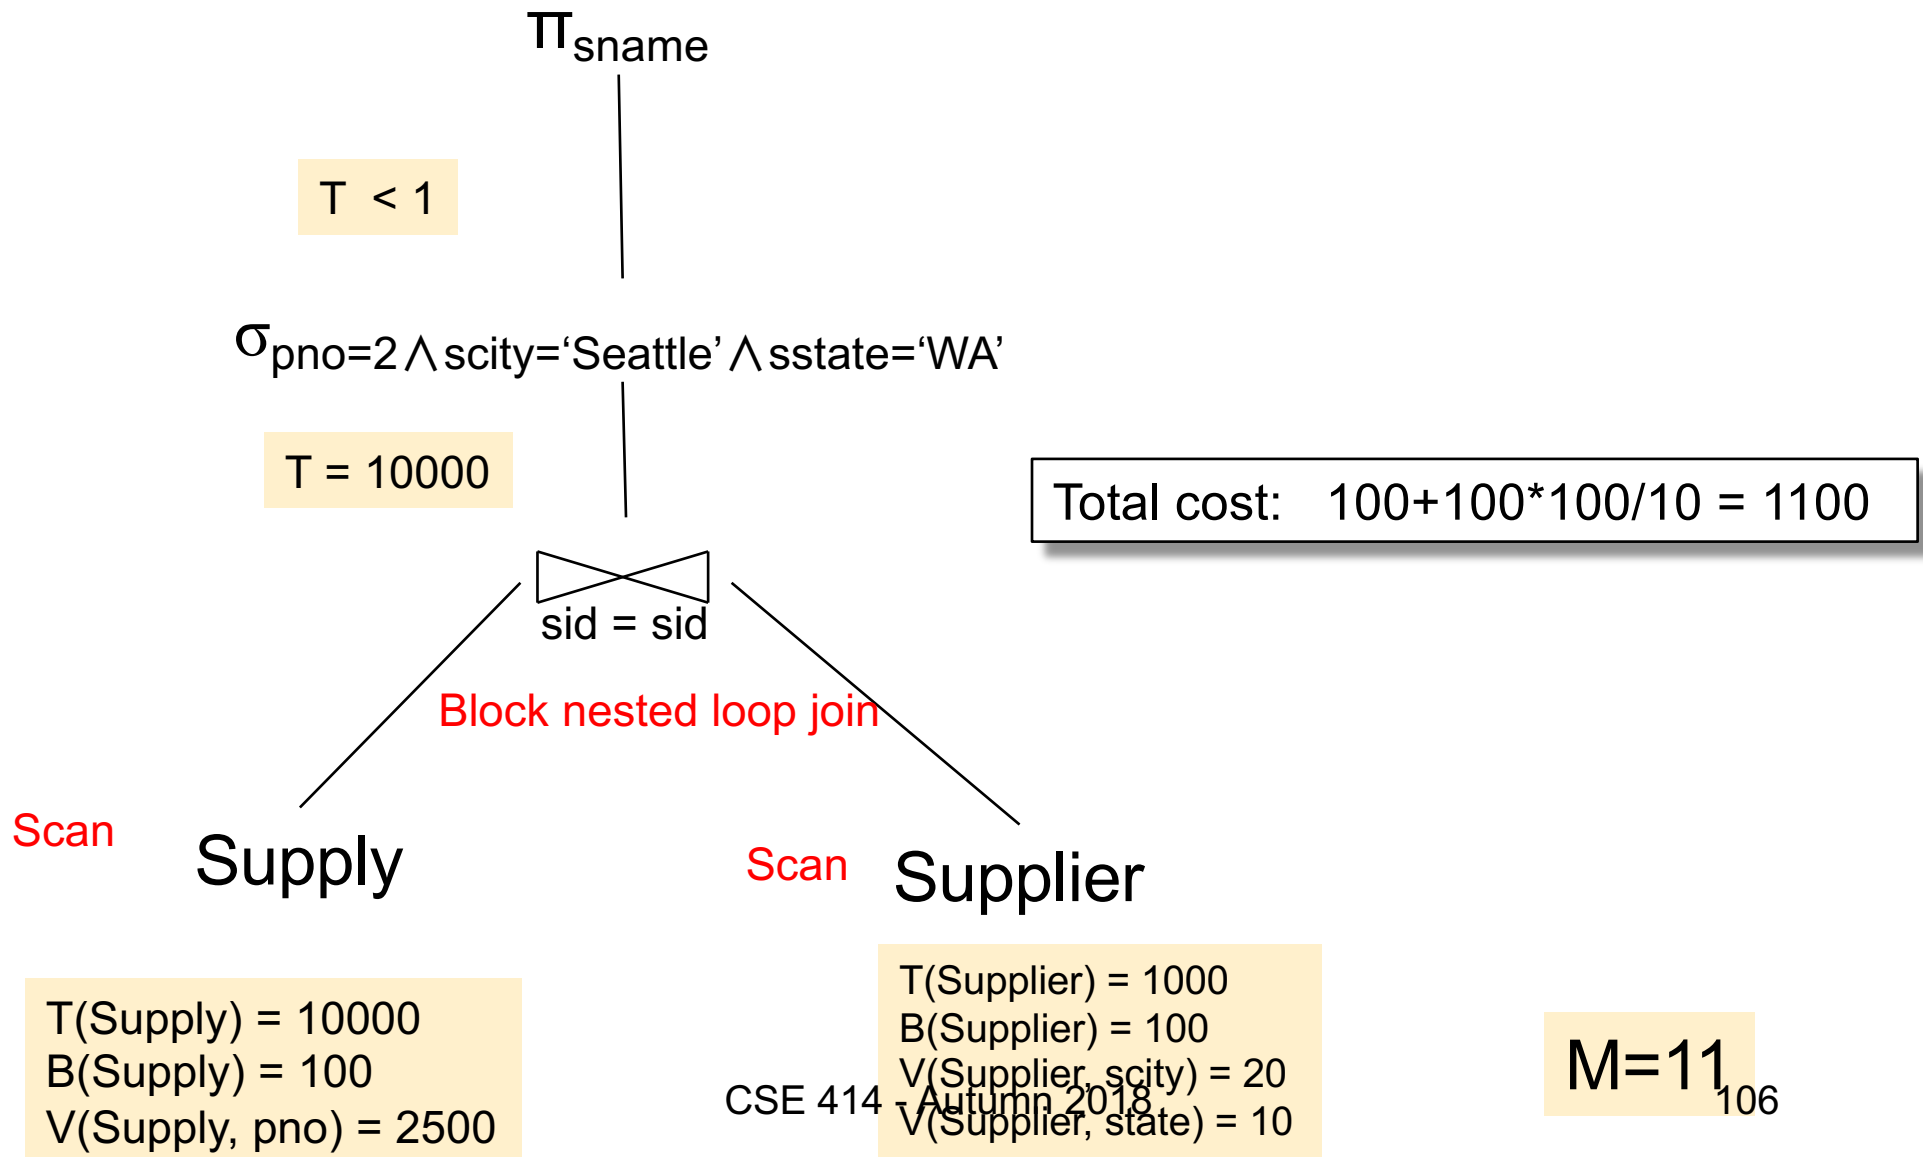 π sname
T < 1
σ pno=2∧scity=‘Seattle’∧sstate=‘WA’
T = 10000
Total cost: 100+100*100/10 = 1100
sid = sid
Block nested loop join
Scan
Supply
Scan
Supplier
T(Supply) = 10000
B(Supply) = 100
V(Supply, pno) = 2500
T(Supplier) = 1000
B(Supplier) = 100
V(Supplier, scity) = 20
V(Supplier, state) = 10
M=11
CSE 414 - Autumn 2018
106